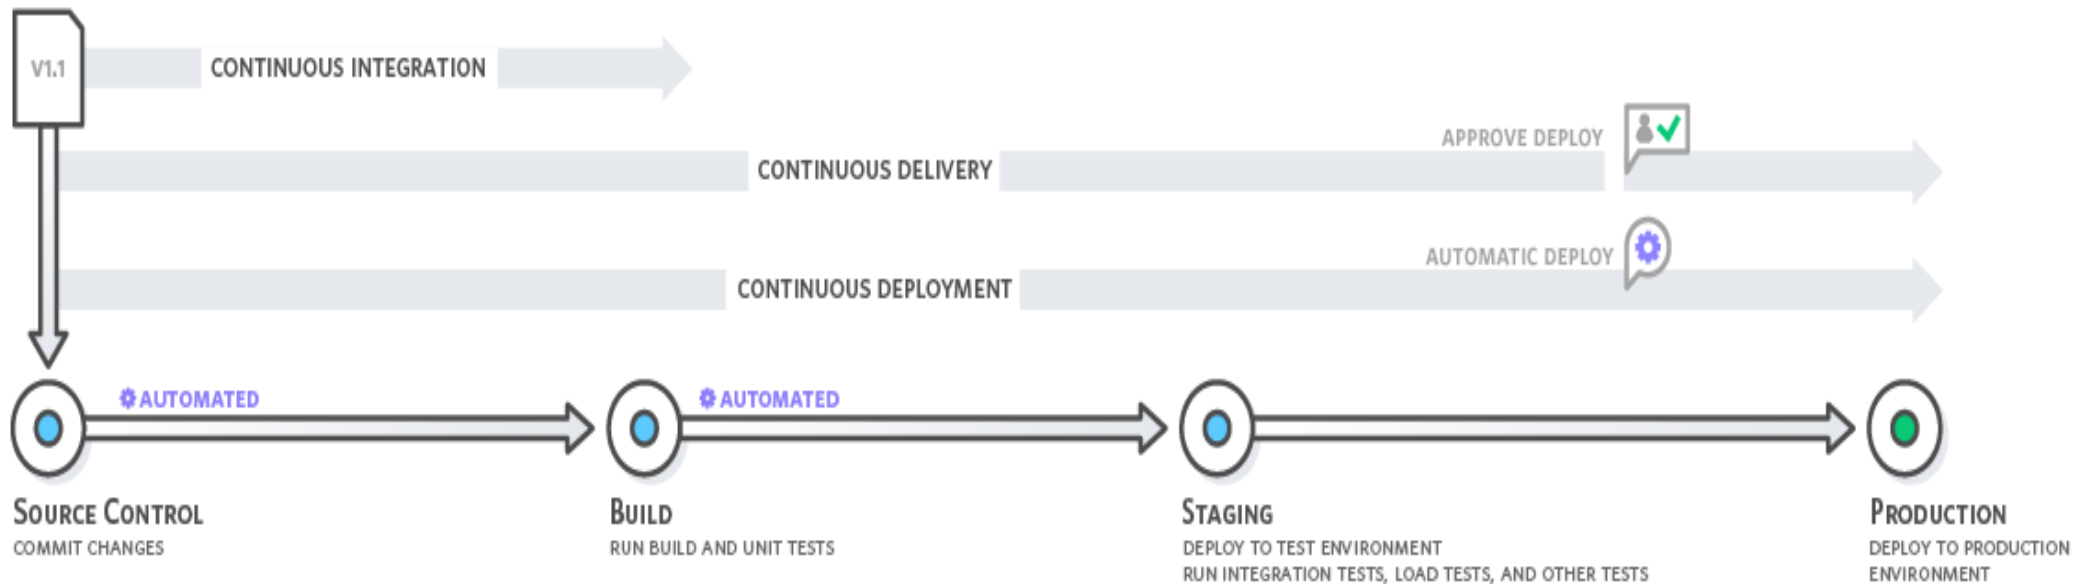 V1.1
CONTINUOUS INTEGRATION
APPROVE DEPLOY
CONTINUOUS DELIVERY
AUTOMATIC DEPLOY
CONTINUOUS DEPLOYMENT
AUTOMATED
AUTOMATED
SOURCE CONTROL
COMMIT CHANGES
BUILD
RUN BUILD AND UNIT TESTS
STAGING
DEPLOY TO TEST ENVIRONMENT
RUN INTEGRATION TESTS, LOAD TESTS, AND OTHER TESTS
PRODUCTION
DEPLOY TO PRODUCTION
ENVIRONMENT